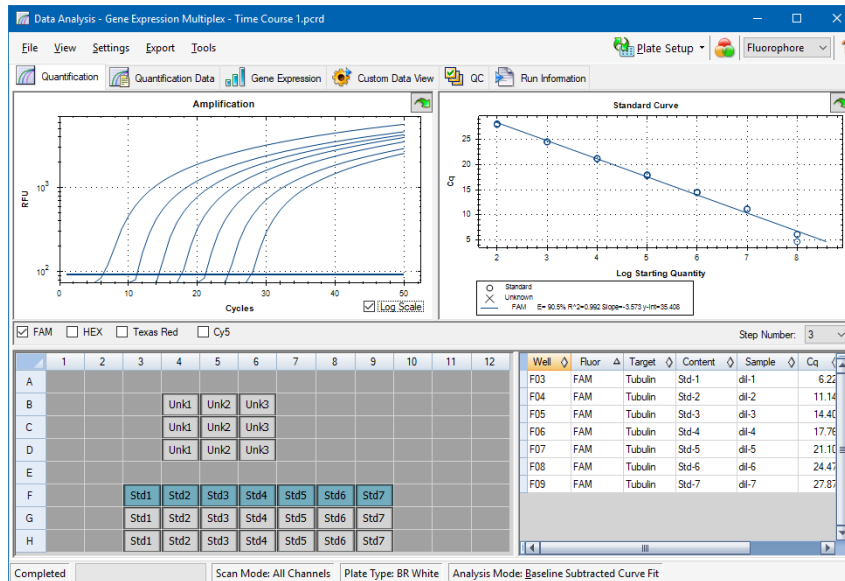 Data Analysis - Gene Expression Multiplex - Time Course 1.pcrd
File View Settings Export Tools Plate Setup Fluorophore
Quantification Quantification Data Gene Expression Custom Data View QC Run Information
Amplification
RFU
10^3
10^2
0 10 20 30 40 50
Cycles
Log Scale
Standard Curve
Cq
25
20
15
10
5
2 3 4 5 6 7 8
Log Starting Quantity
Standard
Unknown
FAM E= 90.5% R^2=0.992 Slope=-3.573 y-int=35.408
FAM HEX Texas Red Cy5 Step Number: 3
1 2 3 4 5 6 7 8 9 10 11 12
A
B Unk1 Unk2 Unk3
C Unk1 Unk2 Unk3
D Unk1 Unk2 Unk3
E
F Std1 Std2 Std3 Std4 Std5 Std6 Std7
G Std1 Std2 Std3 Std4 Std5 Std6 Std7
H Std1 Std2 Std3 Std4 Std5 Std6 Std7
Well Fluor Target Content Sample Cq
F03 FAM Tubulin Std-1 dil-1 6.22
F04 FAM Tubulin Std-2 dil-2 11.14
F05 FAM Tubulin Std-3 dil-3 14.40
F06 FAM Tubulin Std-4 dil-4 17.76
F07 FAM Tubulin Std-5 dil-5 21.10
F08 FAM Tubulin Std-6 dil-6 24.47
F09 FAM Tubulin Std-7 dil-7 27.87
Completed Scan Mode: All Channels Plate Type: BR White Analysis Mode: Baseline Subtracted Curve Fit